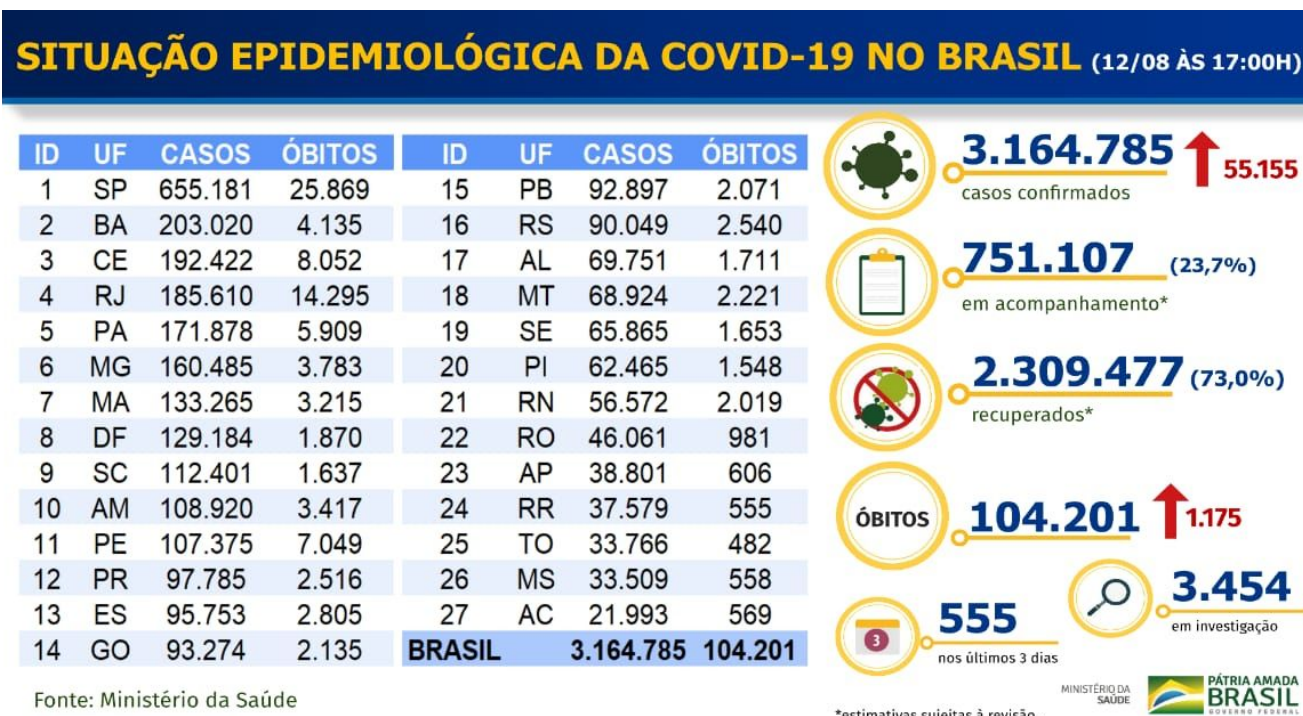 SITUAÇÃO EPIDEMIOLÓGICA DA COVID-19 NO BRASIL (12/08 ÀS 17:00H)
ID UF CASOS ÓBITOS ID UF CASOS ÓBITOS
1 SP 655.181 25.869 15 PB 92.897 2.071
2 BA 203.020 4.135 16 RS 90.049 2.540
3 CE 192.422 8.052 17 AL 69.751 1.711
4 RJ 185.610 14.295 18 MT 68.924 2.221
5 PA 171.878 5.909 19 SE 65.865 1.653
6 MG 160.485 3.783 20 PI 62.465 1.548
7 MA 133.265 3.215 21 RN 56.572 2.019
8 DF 129.184 1.870 22 RO 46.061 981
9 SC 112.401 1.637 23 AP 38.801 606
10 AM 108.920 3.417 24 RR 37.579 555
11 PE 107.375 7.049 25 TO 33.766 482
12 PR 97.785 2.516 26 MS 33.509 558
13 ES 95.753 2.805 27 AC 21.993 569
14 GO 93.274 2.135 BRASIL 3.164.785 104.201
Fonte: Ministério da Saúde
3.164.785 55.155
casos confirmados
751.107 (23,7%)
em acompanhamento*
2.309.477 (73,0%)
recuperados*
ÓBITOS 104.201 1.175
3 555
nos últimos 3 dias
3.454
em investigação
*estimativas sujeitas à revisão
MINISTÉRIO DA
SAÚDE
PÁTRIA AMADA
BRASIL
GOVERNO FEDERAL